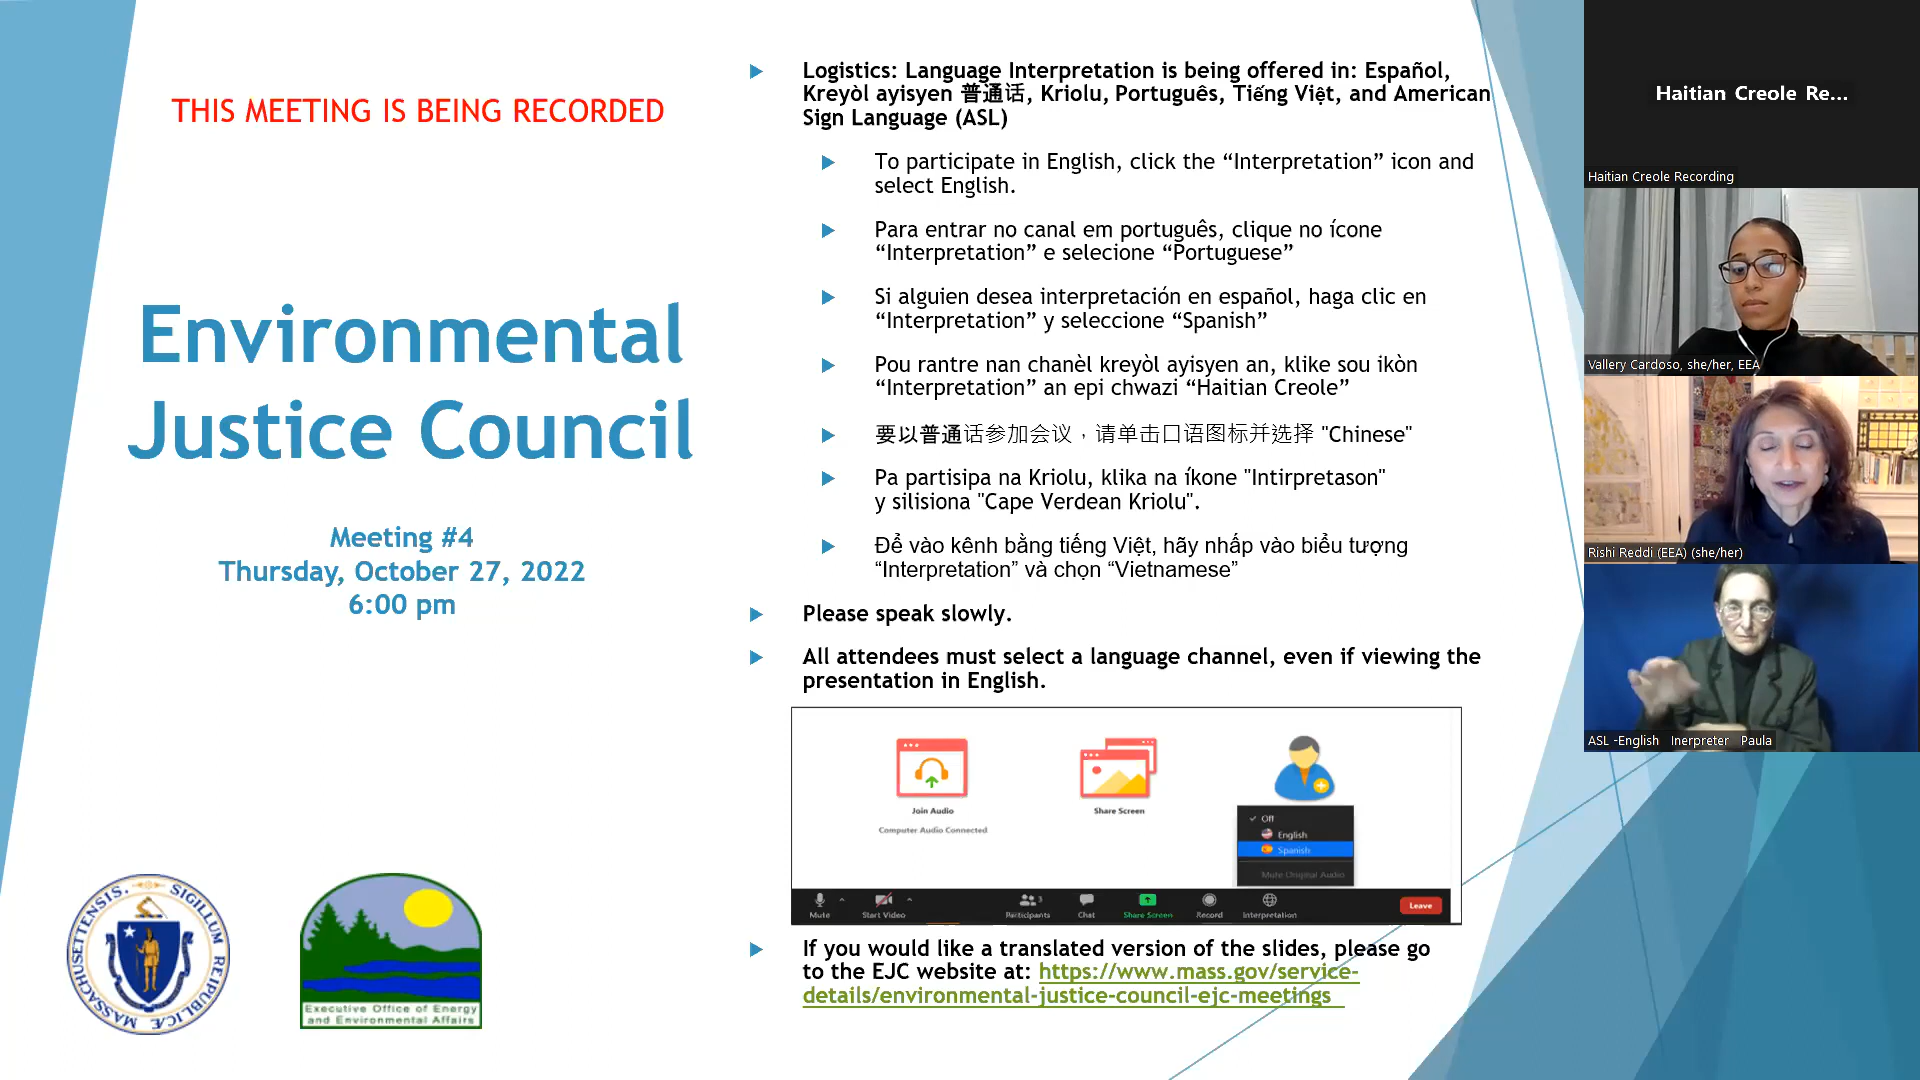 THIS MEETING IS BEING RECORDED
Environmental
Justice Council
Meeting #4
Thursday, October 27, 2022
6:00 pm
MASSACHUSETTENSIS. SIGILLUM REIPUBLICÆ
Executive Office of Energy
and Environmental Affairs
Logistics: Language Interpretation is being offered in: Español,
Kreyòl ayisyen 普通话, Kriolu, Português, Tiếng Việt, and American
Sign Language (ASL)
To participate in English, click the “Interpretation” icon and
select English.
Para entrar no canal em português, clique no ícone
“Interpretation” e selecione “Portuguese”
Si alguien desea interpretación en español, haga clic en
“Interpretation” y seleccione “Spanish”
Pou rantre nan chanèl kreyòl ayisyen an, klike sou ikòn
“Interpretation” an epi chwazi “Haitian Creole”
要以普通话参加会议，请单击口语图标并选择 "Chinese"
Pa partisipa na Kriolu, klika na íkone "Intirpretason"
y silisiona "Cape Verdean Kriolu".
Để vào kênh bằng tiếng Việt, hãy nhấp vào biểu tượng
“Interpretation” và chọn “Vietnamese”
Please speak slowly.
All attendees must select a language channel, even if viewing the
presentation in English.
Join Audio
Computer Audio Connected
Share Screen
Off
English
Spanish
Mute Original Audio
Mute
Start Video
Participants
3
Chat
Share Screen
Record
Interpretation
Leave
If you would like a translated version of the slides, please go
to the EJC website at: https://www.mass.gov/service-
details/environmental-justice-council-ejc-meetings
Haitian Creole Re...
Haitian Creole Recording
Vallery Cardoso, she/her, EEA
Rishi Reddi (EEA) (she/her)
ASL -English Inerpreter Paula